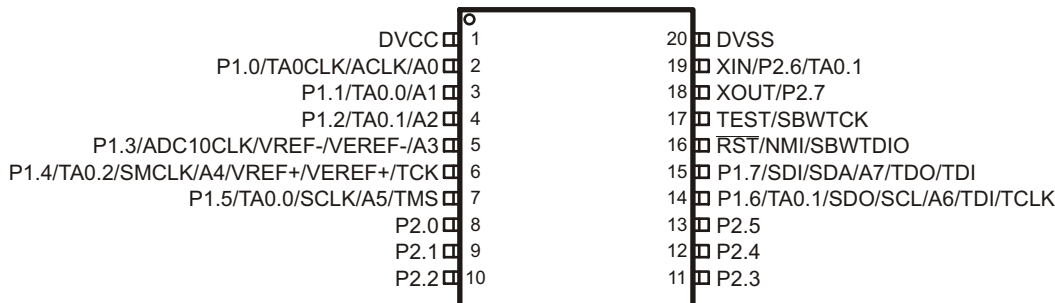 DVCC 1 20 DVSS
P1.0/TA0CLK/ACLK/A0 2 19 XIN/P2.6/TA0.1
P1.1/TA0.0/A1 3 18 XOUT/P2.7
P1.2/TA0.1/A2 4 17 TEST/SBWTCK
P1.3/ADC10CLK/VREF-/VEREF-/A3 5 16 RST/NMI/SBWTDIO
P1.4/TA0.2/SMCLK/A4/VREF+/VEREF+/TCK 6 15 P1.7/SDI/SDA/A7/TDO/TDI
P1.5/TA0.0/SCLK/A5/TMS 7 14 P1.6/TA0.1/SDO/SCL/A6/TDI/TCLK
P2.0 8 13 P2.5
P2.1 9 12 P2.4
P2.2 10 11 P2.3